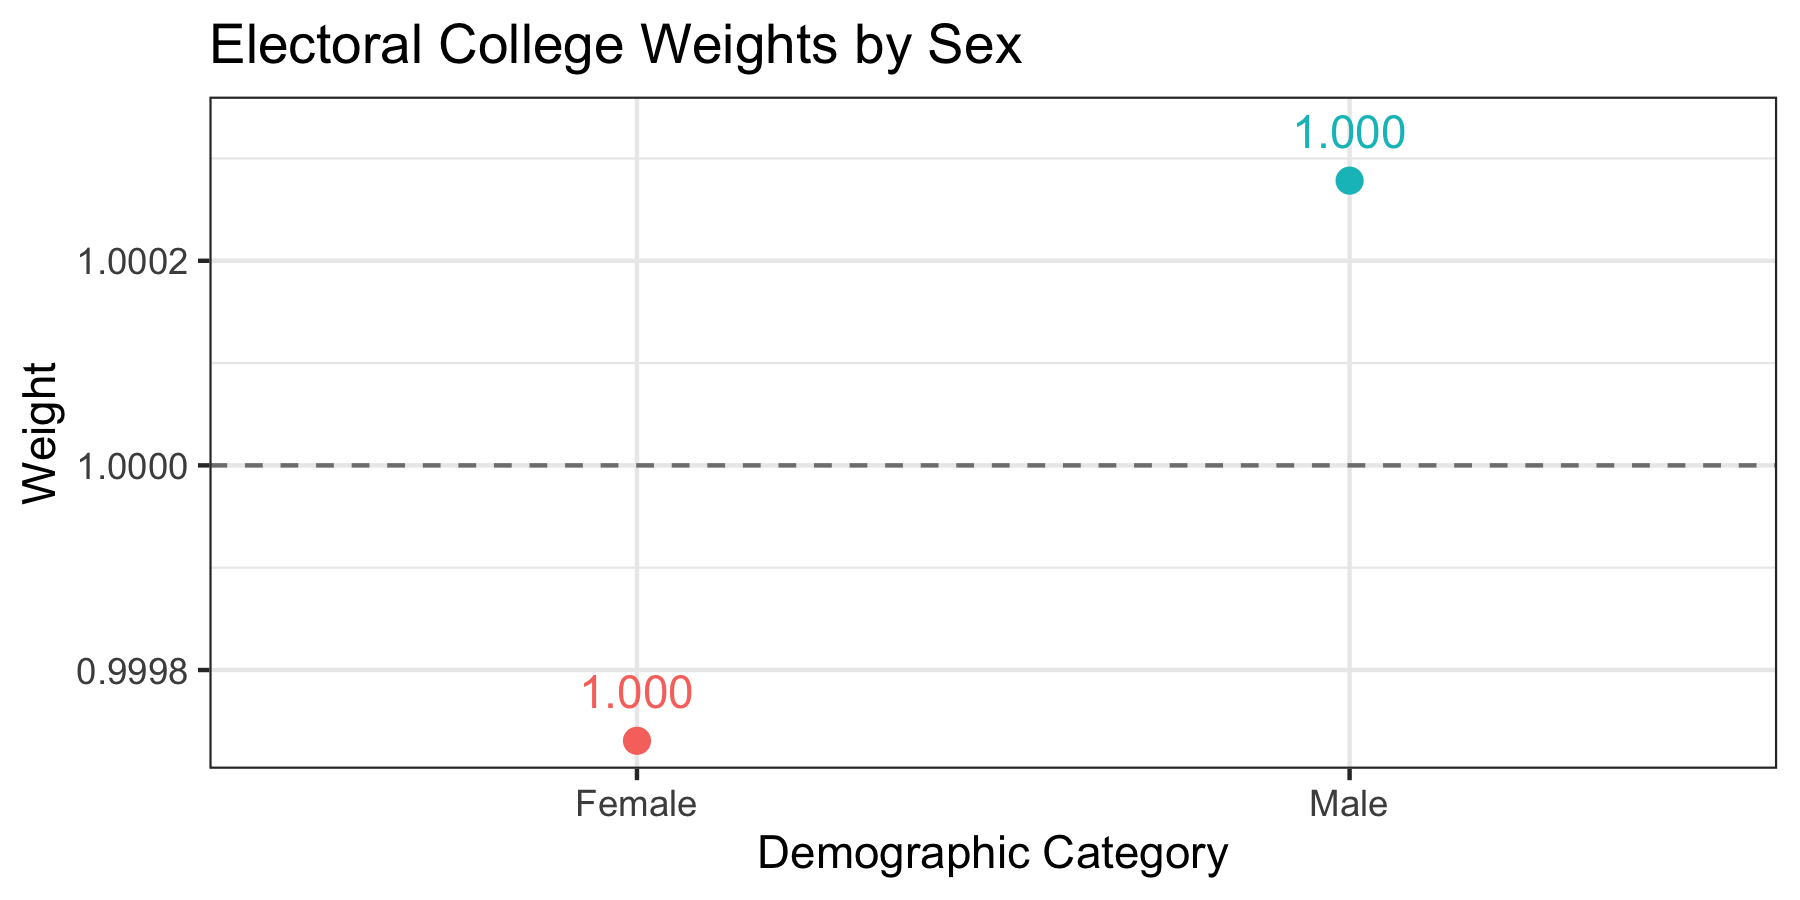 Electoral College Weights by Sex
1.000
1.0002
Weight
1.0000
0.9998
1.000
Female Male
Demographic Category